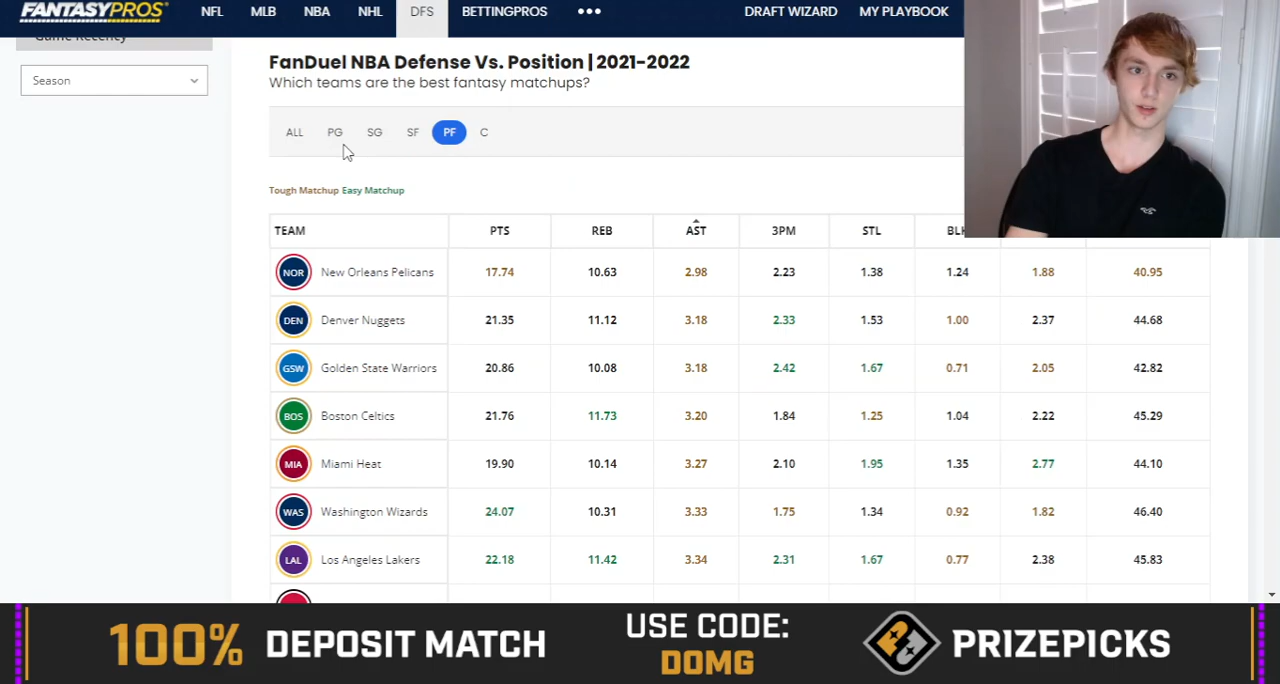 FANTASYPROS
NFL MLB NBA NHL DFS BETTINGPROS ••• DRAFT WIZARD MY PLAYBOOK
Game Recency
Season
FanDuel NBA Defense Vs. Position | 2021-2022
Which teams are the best fantasy matchups?
ALL PG SG SF PF C
Tough Matchup Easy Matchup
TEAM PTS REB AST 3PM STL BLK
NOR New Orleans Pelicans 17.74 10.63 2.98 2.23 1.38 1.24 1.88 40.95
DEN Denver Nuggets 21.35 11.12 3.18 2.33 1.53 1.00 2.37 44.68
GSW Golden State Warriors 20.86 10.08 3.18 2.42 1.67 0.71 2.05 42.82
BOS Boston Celtics 21.76 11.73 3.20 1.84 1.25 1.04 2.22 45.29
MIA Miami Heat 19.90 10.14 3.27 2.10 1.95 1.35 2.77 44.10
WAS Washington Wizards 24.07 10.31 3.33 1.75 1.34 0.92 1.82 46.40
LAL Los Angeles Lakers 22.18 11.42 3.34 2.31 1.67 0.77 2.38 45.83
100% DEPOSIT MATCH
USE CODE:
DOMG
PRIZEPICKS